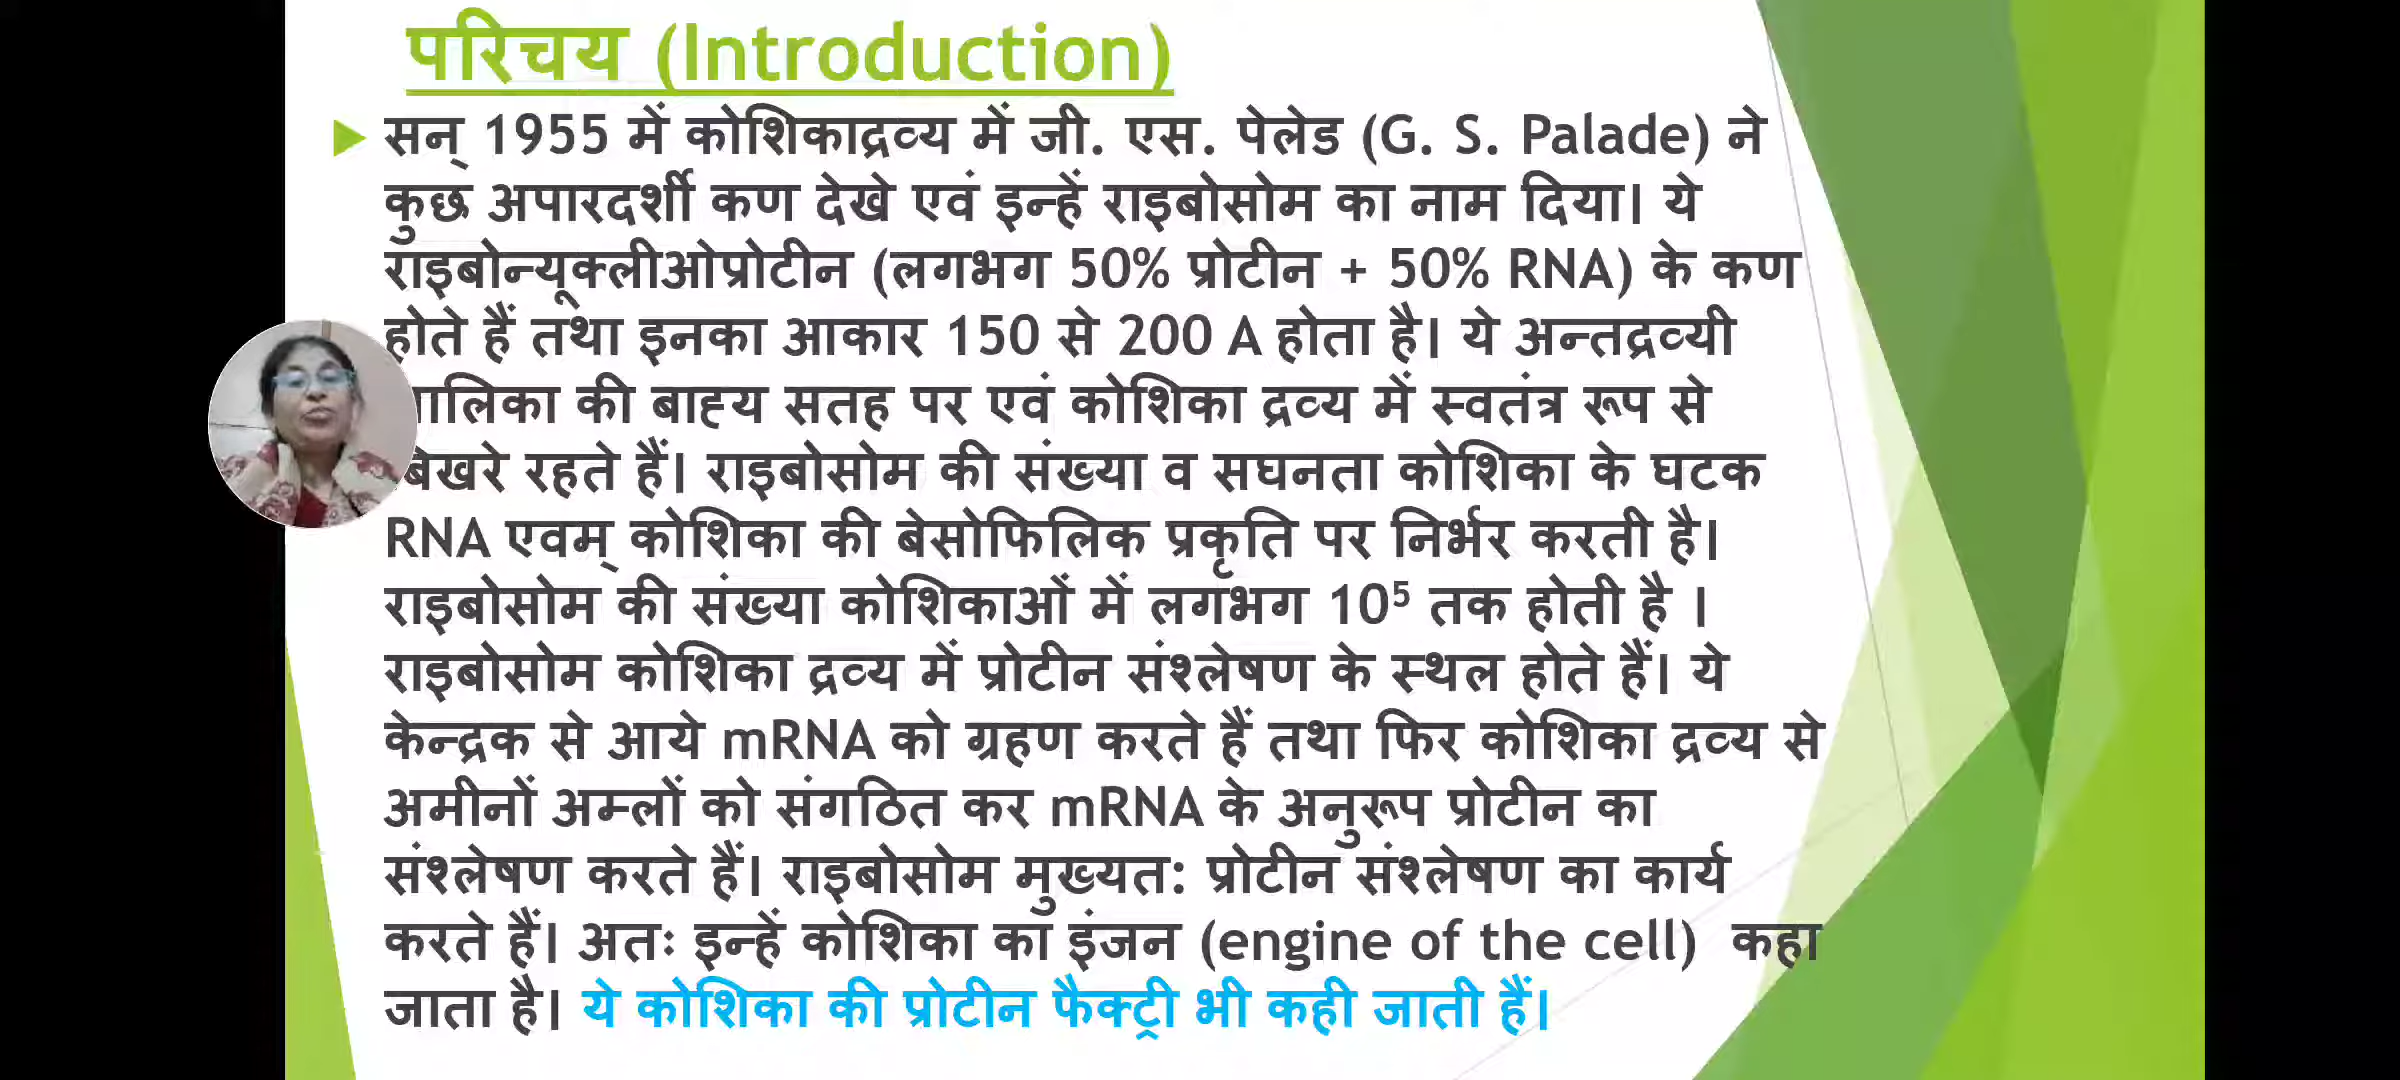 परिचय (Introduction)
सन् 1955 में कोशिकाद्रव्य में जी. एस. पेलेड (G. S. Palade) ने
कुछ अपारदर्शी कण देखे एवं इन्हें राइबोसोम का नाम दिया। ये
राइबोन्यूक्लीओप्रोटीन (लगभग 50% प्रोटीन + 50% RNA) के कण
होते हैं तथा इनका आकार 150 से 200 A होता है। ये अन्तद्रव्यी
की बाह्य सतह पर एवं कोशिका द्रव्य में स्वतंत्र रूप से
रहते हैं। राइबोसोम की संख्या व सघनता कोशिका के घटक
RNA एवम् कोशिका की बेसोफिलिक प्रकृति पर निर्भर करती है।
राइबोसोम की संख्या कोशिकाओं में लगभग 10⁵ तक होती है ।
राइबोसोम कोशिका द्रव्य में प्रोटीन संश्लेषण के स्थल होते हैं। ये
केन्द्रक से आये mRNA को ग्रहण करते हैं तथा फिर कोशिका द्रव्य से
अमीनों अम्लों को संगठित कर mRNA के अनुरूप प्रोटीन का
संश्लेषण करते हैं। राइबोसोम मुख्यत: प्रोटीन संश्लेषण का कार्य
करते हैं। अतः इन्हें कोशिका का इंजन (engine of the cell) कहा
जाता है। ये कोशिका की प्रोटीन फैक्ट्री भी कही जाती हैं।